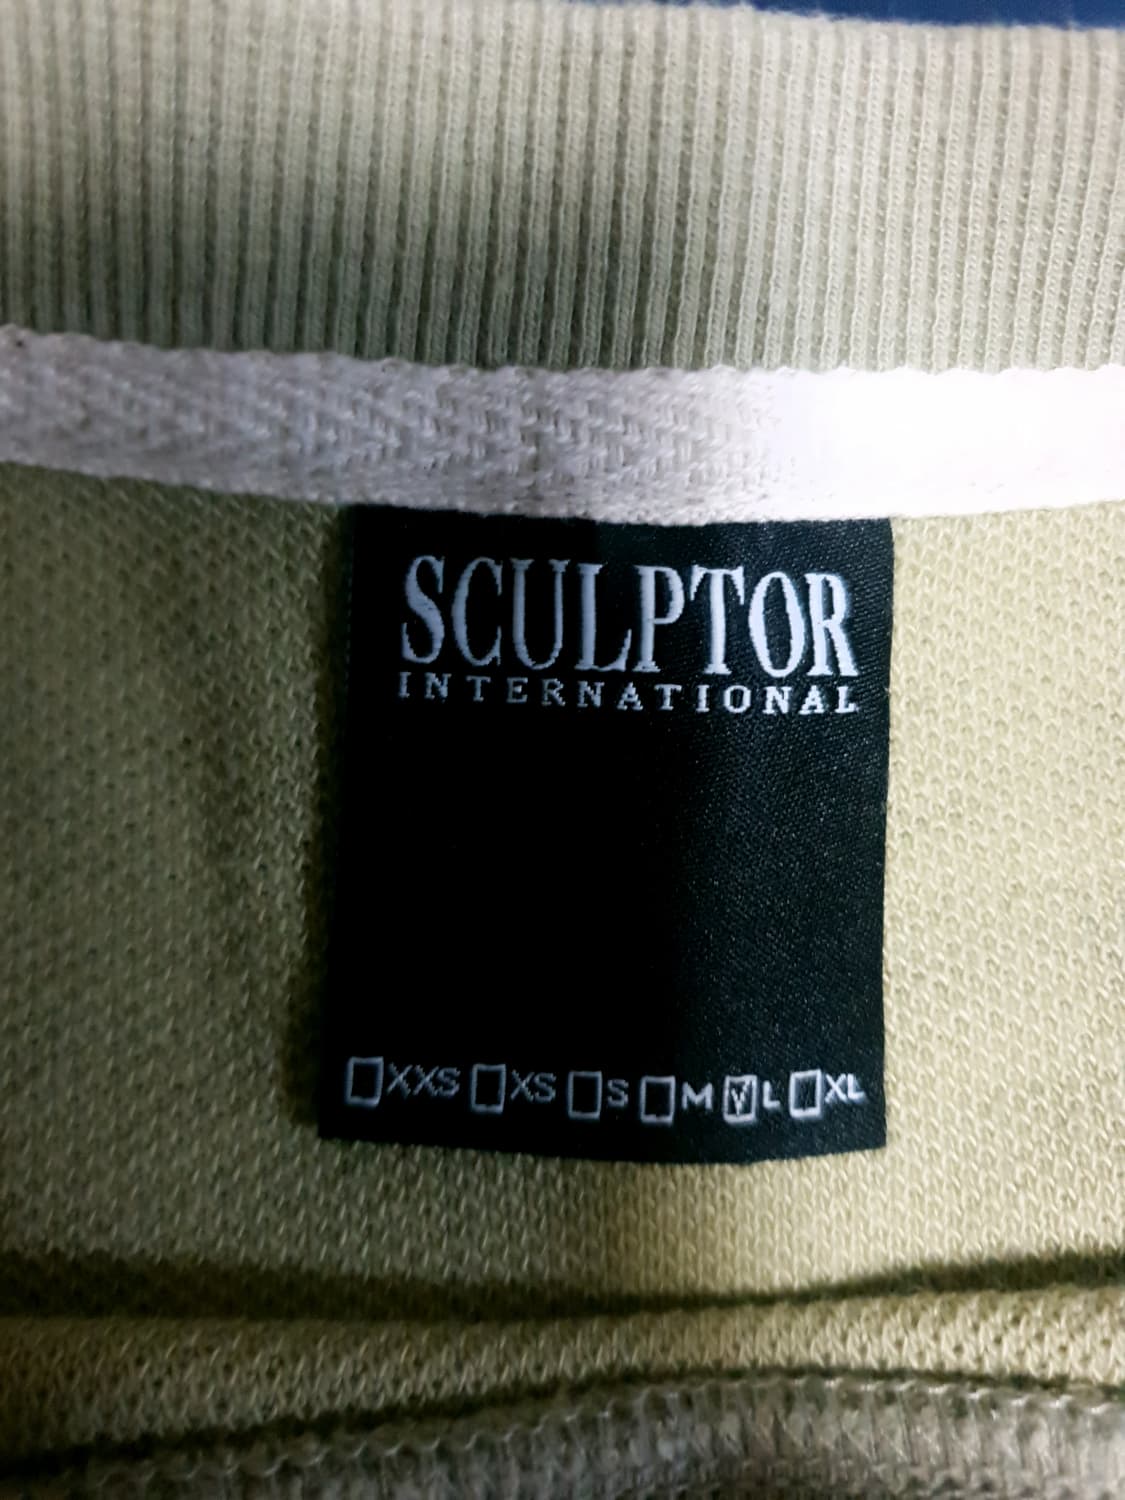 SCULPTOR
INTERNATIONAL
☐XXS ☐XS ☐S ☐M ☑L ☐XL